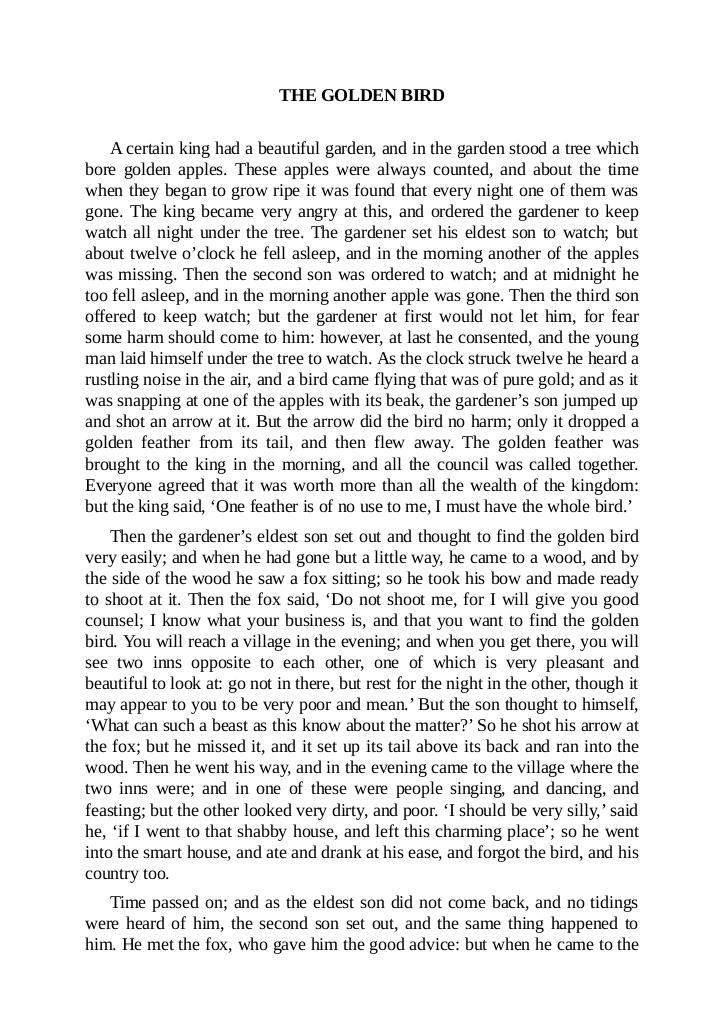 THE GOLDEN BIRD
A certain king had a beautiful garden, and in the garden stood a tree which
bore golden apples. These apples were always counted, and about the time
when they began to grow ripe it was found that every night one of them was
gone. The king became very angry at this, and ordered the gardener to keep
watch all night under the tree. The gardener set his eldest son to watch; but
about twelve o’clock he fell asleep, and in the morning another of the apples
was missing. Then the second son was ordered to watch; and at midnight he
too fell asleep, and in the morning another apple was gone. Then the third son
offered to keep watch; but the gardener at first would not let him, for fear
some harm should come to him: however, at last he consented, and the young
man laid himself under the tree to watch. As the clock struck twelve he heard a
rustling noise in the air, and a bird came flying that was of pure gold; and as it
was snapping at one of the apples with its beak, the gardener’s son jumped up
and shot an arrow at it. But the arrow did the bird no harm; only it dropped a
golden feather from its tail, and then flew away. The golden feather was
brought to the king in the morning, and all the council was called together.
Everyone agreed that it was worth more than all the wealth of the kingdom:
but the king said, ‘One feather is of no use to me, I must have the whole bird.’
Then the gardener’s eldest son set out and thought to find the golden bird
very easily; and when he had gone but a little way, he came to a wood, and by
the side of the wood he saw a fox sitting; so he took his bow and made ready
to shoot at it. Then the fox said, ‘Do not shoot me, for I will give you good
counsel; I know what your business is, and that you want to find the golden
bird. You will reach a village in the evening; and when you get there, you will
see two inns opposite to each other, one of which is very pleasant and
beautiful to look at: go not in there, but rest for the night in the other, though it
may appear to you to be very poor and mean.’ But the son thought to himself,
‘What can such a beast as this know about the matter?’ So he shot his arrow at
the fox; but he missed it, and it set up its tail above its back and ran into the
wood. Then he went his way, and in the evening came to the village where the
two inns were; and in one of these were people singing, and dancing, and
feasting; but the other looked very dirty, and poor. ‘I should be very silly,’ said
he, ‘if I went to that shabby house, and left this charming place’; so he went
into the smart house, and ate and drank at his ease, and forgot the bird, and his
country too.
Time passed on; and as the eldest son did not come back, and no tidings
were heard of him, the second son set out, and the same thing happened to
him. He met the fox, who gave him the good advice: but when he came to the